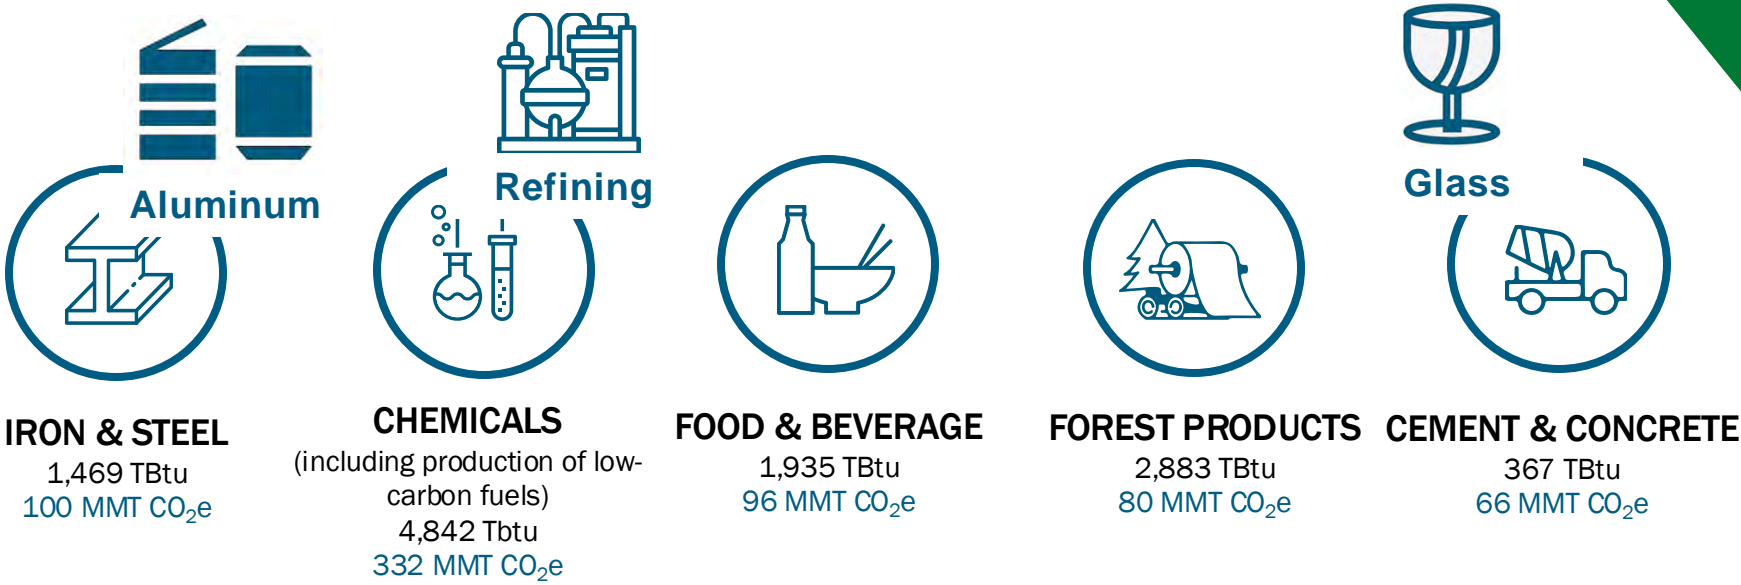 Aluminum
Refining
Glass
IRON & STEEL
1,469 TBtu
100 MMT CO₂e
CHEMICALS
(including production of low-
carbon fuels)
4,842 Tbtu
332 MMT CO₂e
FOOD & BEVERAGE
1,935 TBtu
96 MMT CO₂e
FOREST PRODUCTS
2,883 TBtu
80 MMT CO₂e
CEMENT & CONCRETE
367 TBtu
66 MMT CO₂e